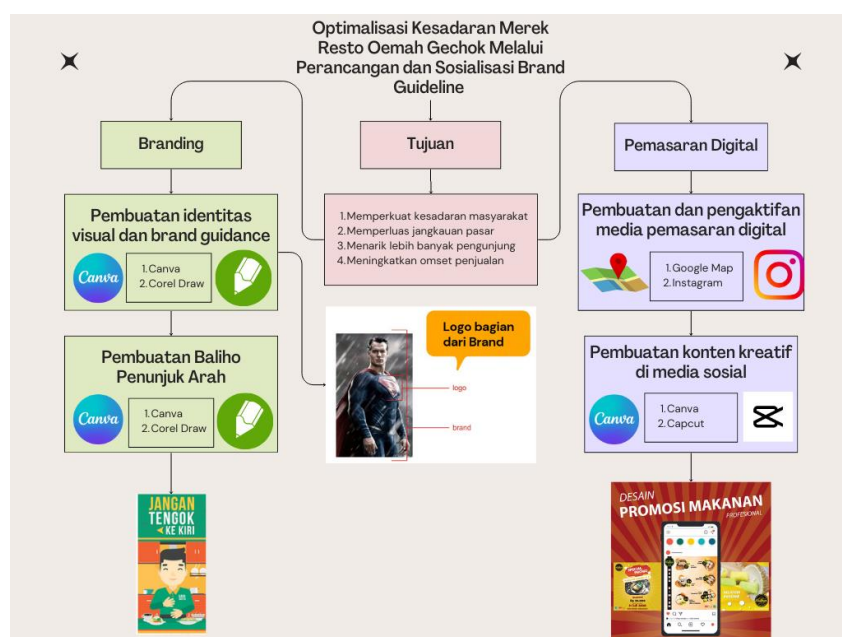 Optimalisasi Kesadaran Merek
Resto Oemah Gechok Melalui
Perancangan dan Sosialisasi Brand
Guideline
Branding
Tujuan
Pemasaran Digital
Pembuatan identitas
visual dan brand guidance
Canva
1.Canva
2.Corel Draw
1.Memperkuat kesadaran masyarakat
2.Memperluas jangkauan pasar
3.Menarik lebih banyak pengunjung
4.Meningkatkan omset penjualan
Pembuatan dan pengaktifan
media pemasaran digital
1.Google Map
2.Instagram
Logo bagian
dari Brand
logo
brand
Pembuatan Baliho
Penunjuk Arah
Canva
1.Canva
2.Corel Draw
Pembuatan konten kreatif
di media sosial
Canva
1.Canva
2.Capcut
JANGAN
TENGOK
KE KIRI
DESAIN
PROMOSI MAKANAN
PROFESIONAL